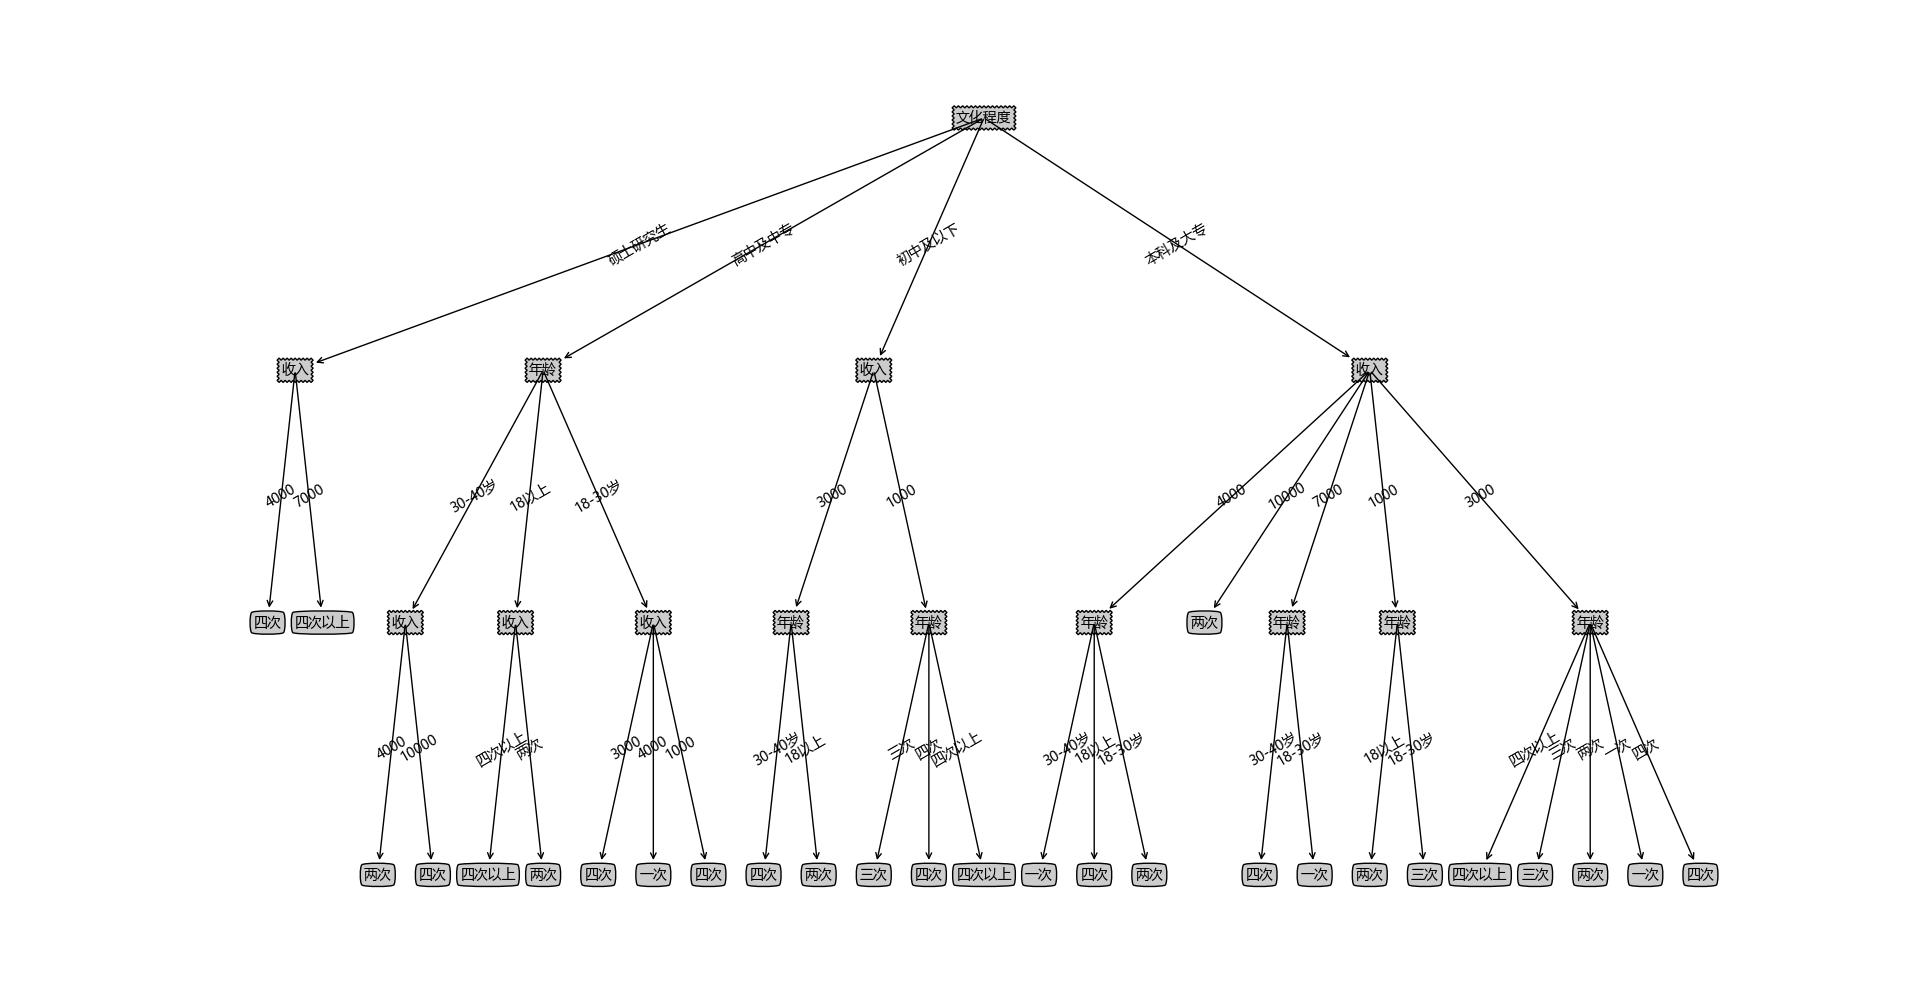 文化程度
硕士研究生
高中及中专
初中及以下
本科及大专
收入
年龄
收入
收入
4000
7000
30-40岁
18以上
18-30岁
3000
1000
4000
10000
7000
1000
3000
四次
四次以上
收入
收入
收入
年龄
年龄
年龄
两次
年龄
年龄
年龄
4000
10000
四次以上
两次
3000
4000
1000
30-40岁
18以上
三次
四次
四次以上
30-40岁
18以上
18-30岁
30-40岁
18-30岁
18以上
18-30岁
四次以上
三次
两次
一次
四次
两次
四次
四次以上
两次
四次
一次
四次
四次
两次
三次
四次
四次以上
一次
四次
两次
四次
一次
两次
三次
四次以上
三次
两次
一次
四次